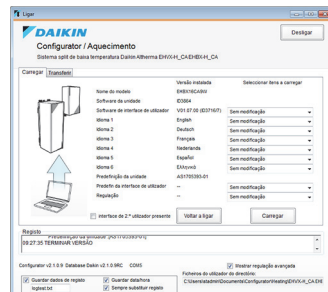 Ligar
DAIKIN
Desligar
Configurator / Aquecimento
Sistema split de baixa temperatura Daikin Altherma EHVX-H_CA/EHBX-H_CA
Carregar Transferir
Versão instalada Seleccionar itens a carregar
Nome do modelo EHBX16CA9W
Software da unidade ID3864
Software de interface de utilizador Sem modificação
Idioma 1 English Sem modificação
Idioma 2 Deutsch Sem modificação
Idioma 3 Français Sem modificação
Idioma 4 Nederlands Sem modificação
Idioma 5 Español Sem modificação
Idioma 6 Ελληνικά Sem modificação
Predefinição da unidade AS1705393-01
Predefin da interface de utilizador -- Sem modificação
Regulação -- Sem modificação
interface de 2.º utilizador presente Voltar a ligar Carregar
Registo
Predefinição da unidade [AS1705393-01]
09:27:35 TERMINAR VERSÃO
Configurator v2.1.0.9 Database Daikin v2.1.0.9RC COM5
Mostrar regulação avançada
Guardar dados de registo Guardar data/hora Ficheiros do utilizador do directório:
logtest.txt Sempre substituir registo